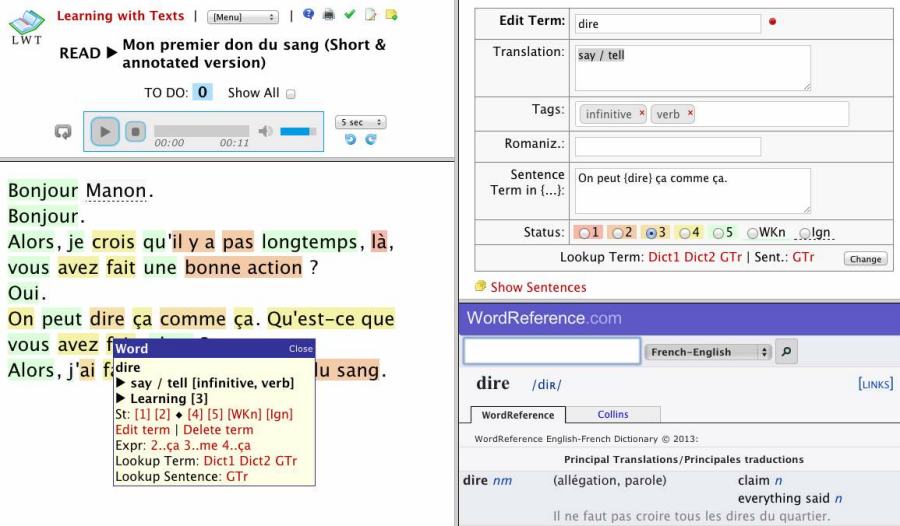 LWT
Learning with Texts | [Menu] |
READ ▶ Mon premier don du sang (Short &
annotated version)
TO DO: 0 Show All
5 sec
00:00 00:11
Bonjour Manon.
Bonjour.
Alors, je crois qu'il y a pas longtemps, là,
vous avez fait une bonne action ?
Oui.
On peut dire ça comme ça. Qu'est-ce que
vous avez
Alors, j'ai du sang.
Word Close
dire
▶ say / tell [infinitive, verb]
▶ Learning [3]
St: [1] [2] ♦ [4] [5] [WKn] [Ign]
Edit term | Delete term
Expr: 2..ça 3..me 4..ça
Lookup Term: Dict1 Dict2 GTr
Lookup Sentence: GTr
Edit Term: dire
Translation: say / tell
Tags: infinitive × verb ×
Romaniz.:
Sentence
Term in {...}: On peut {dire} ça comme ça.
Status: 1 2 3 4 5 WKn Ign
Lookup Term: Dict1 Dict2 GTr | Sent.: GTr Change
Show Sentences
WordReference.com
French-English
dire /diʀ/ [LINKS]
WordReference Collins
WordReference English-French Dictionary © 2013:
Principal Translations/Principales traductions
dire nm (allégation, parole) claim n
everything said n
Il ne faut pas croire tous les dires du quartier.